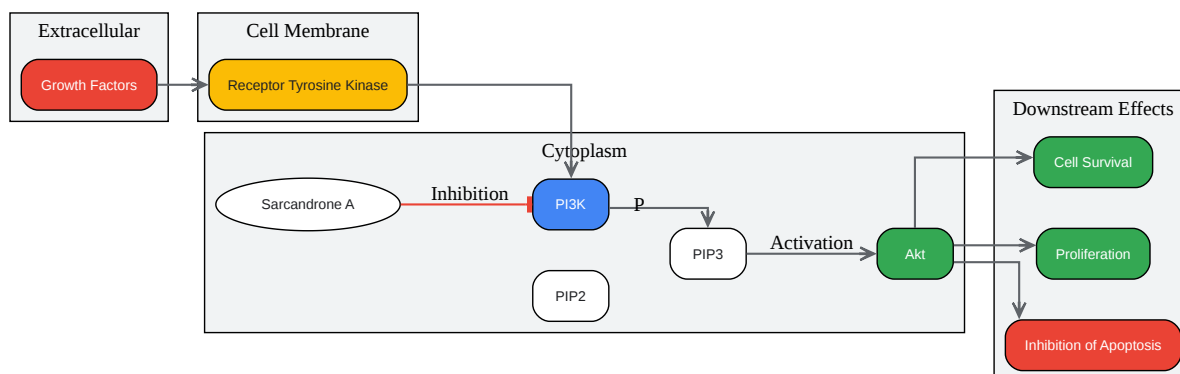 Extracellular
Growth Factors
Cell Membrane
Receptor Tyrosine Kinase
Cytoplasm
Sarcandrone A
Inhibition
PI3K
P
PIP3
Activation
Akt
PIP2
Downstream Effects
Cell Survival
Proliferation
Inhibition of Apoptosis